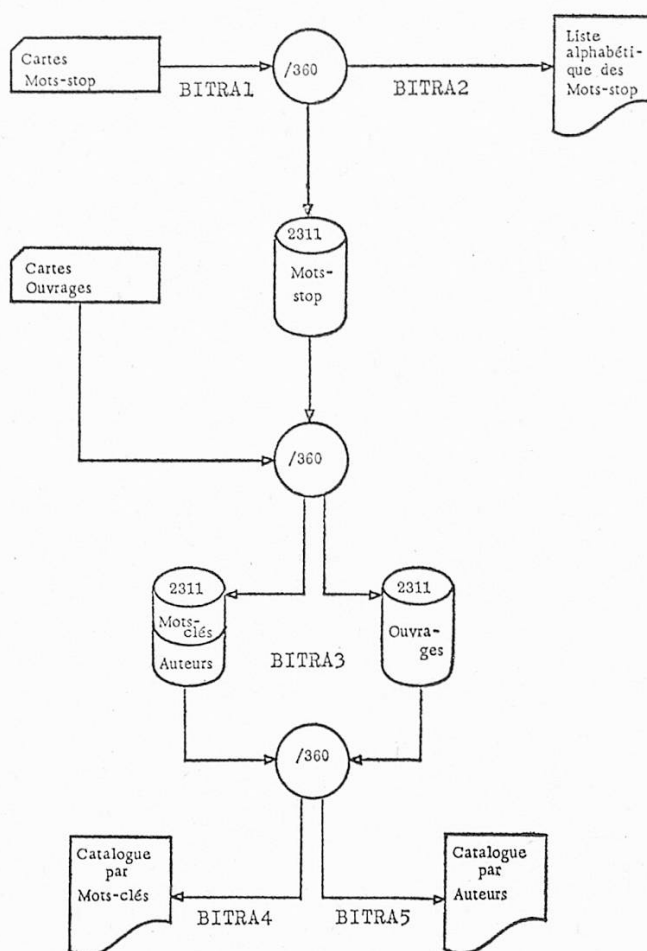 Cartes
Mots-stop
BITRA1
/360
BITRA2
Liste
alphabéti-
que des
Mots-stop
2311
Mots-
stop
Cartes
Ouvrages
/360
2311
Mots-
clés
Auteurs
BITRA3
2311
Ouvra-
ges
/360
Catalogue
par
Mots-clés
BITRA4
BITRA5
Catalogue
par
Auteurs